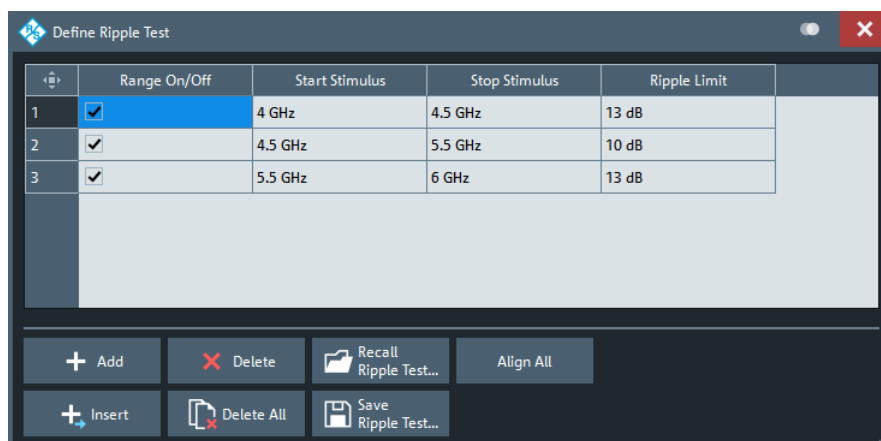 Define Ripple Test
Range On/Off Start Stimulus Stop Stimulus Ripple Limit
1 4 GHz 4.5 GHz 13 dB
2 4.5 GHz 5.5 GHz 10 dB
3 5.5 GHz 6 GHz 13 dB
Add Delete Recall Ripple Test... Align All
Insert Delete All Save Ripple Test...